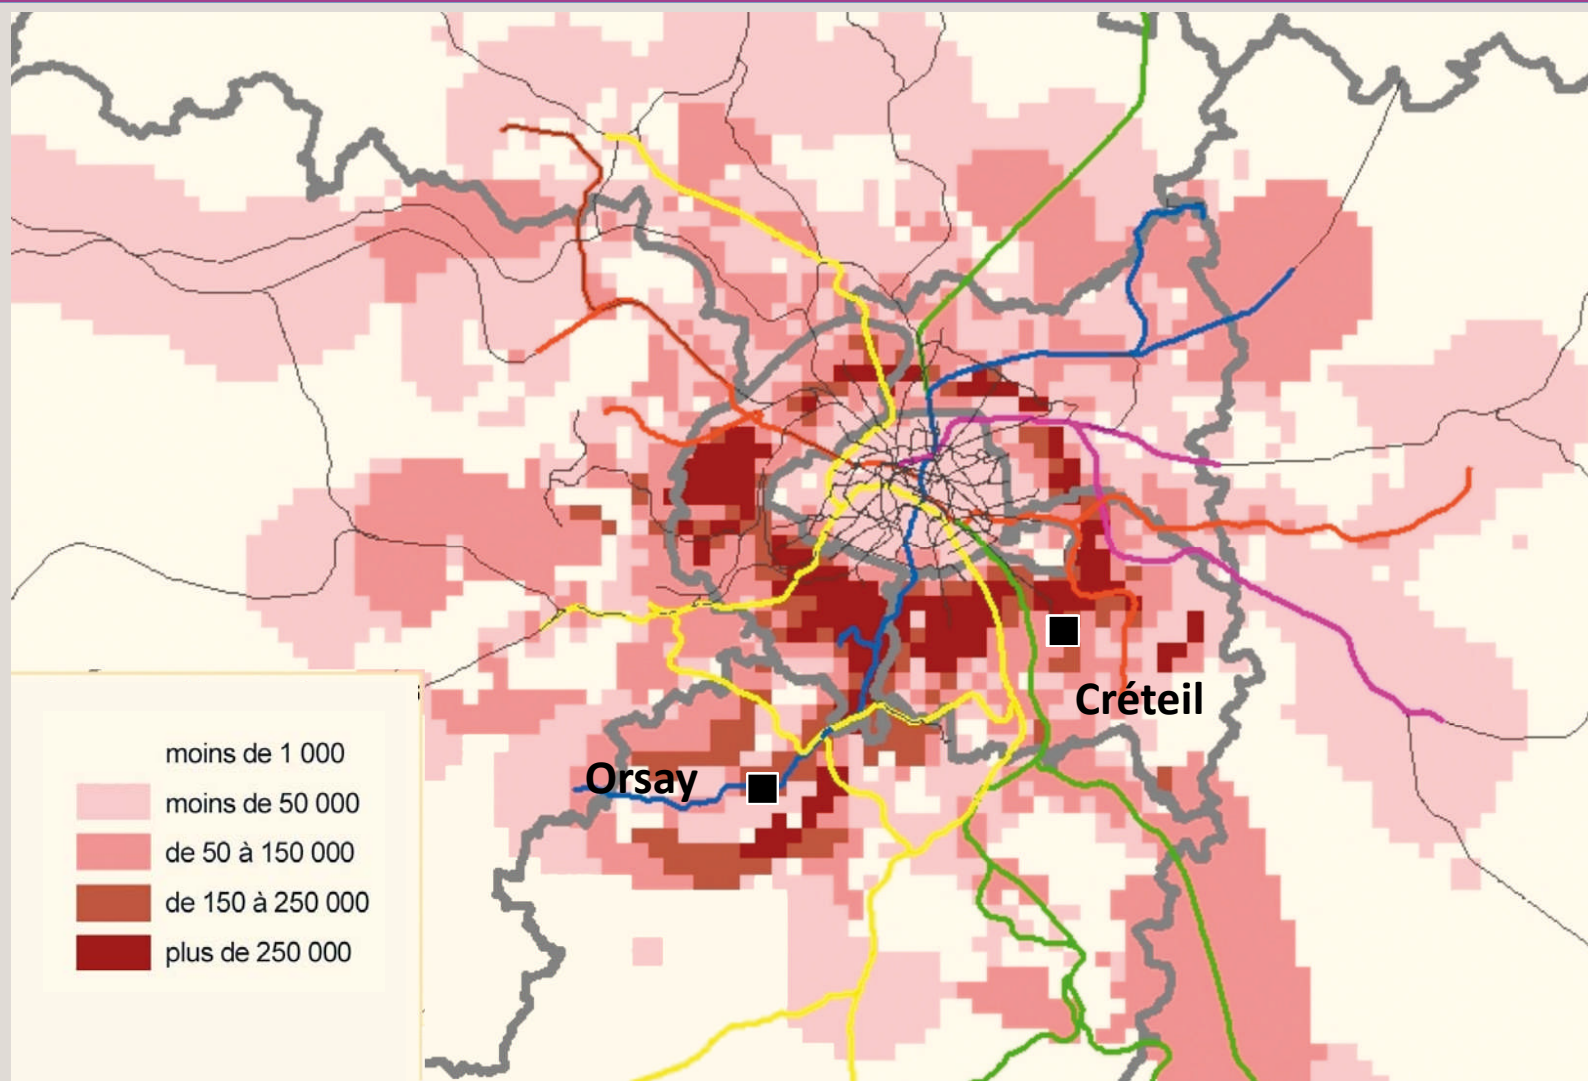 Créteil
Orsay
moins de 1 000
moins de 50 000
de 50 à 150 000
de 150 à 250 000
plus de 250 000